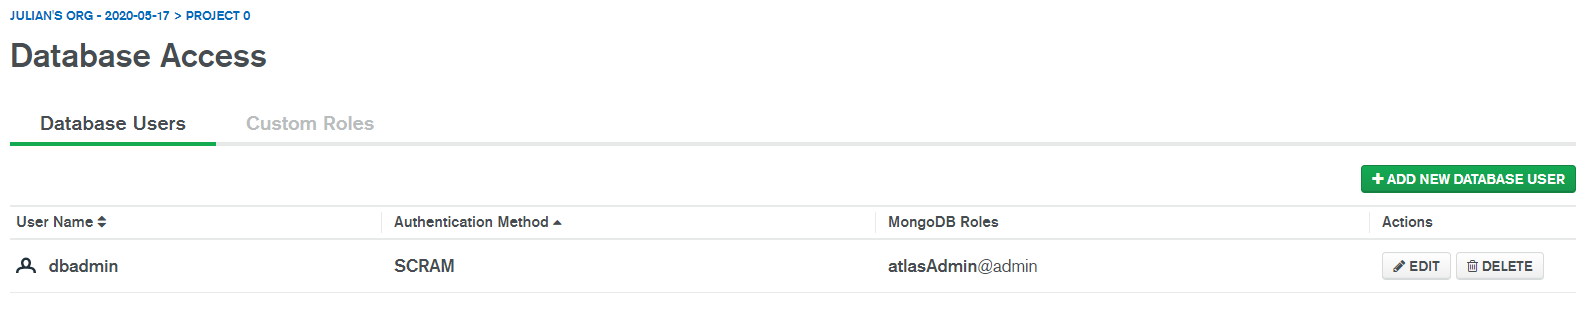 JULIAN'S ORG - 2020-05-17 > PROJECT 0
Database Access
Database Users Custom Roles
+ ADD NEW DATABASE USER
User Name Authentication Method MongoDB Roles Actions
dbadmin SCRAM atlasAdmin@admin EDIT DELETE